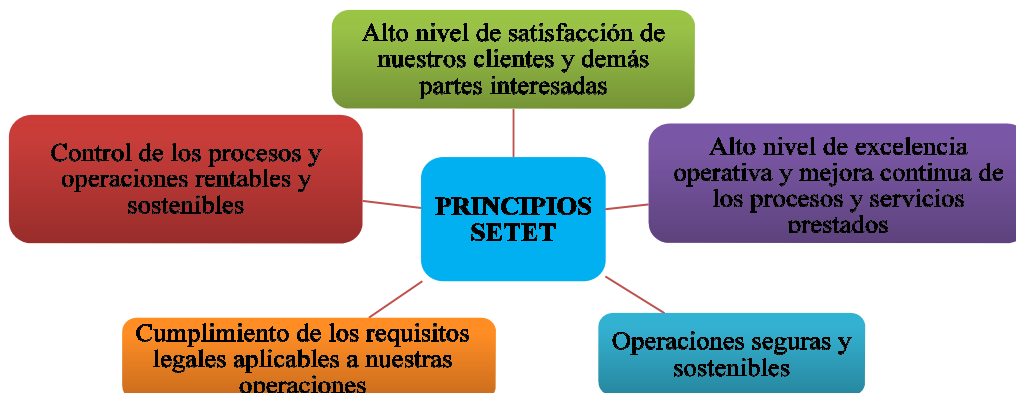 Alto nivel de satisfacción de
nuestros clientes y demás
partes interesadas
Control de los procesos y
operaciones rentables y
sostenibles
PRINCIPIOS
SETET
Alto nivel de excelencia
operativa y mejora continua de
los procesos y servicios
prestados
Cumplimiento de los requisitos
legales aplicables a nuestras
operaciones
Operaciones seguras y
sostenibles